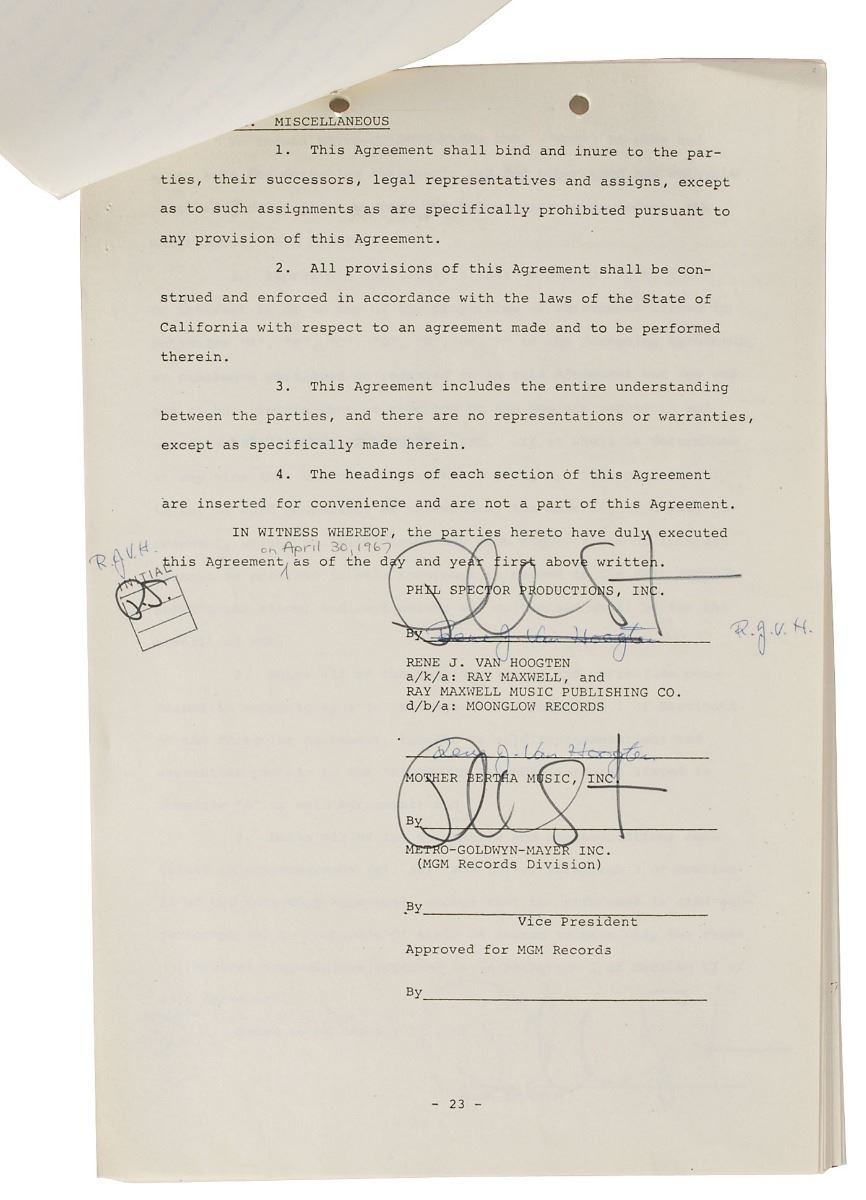 . MISCELLANEOUS
1. This Agreement shall bind and inure to the par-
ties, their successors, legal representatives and assigns, except
as to such assignments as are specifically prohibited pursuant to
any provision of this Agreement.
2. All provisions of this Agreement shall be con-
strued and enforced in accordance with the laws of the State of
California with respect to an agreement made and to be performed
therein.
3. This Agreement includes the entire understanding
between the parties, and there are no representations or warranties,
except as specifically made herein.
4. The headings of each section of this Agreement
are inserted for convenience and are not a part of this Agreement.
IN WITNESS WHEREOF, the parties hereto have duly executed
on April 30, 1967
this Agreement, as of the day and year first above written.
R.J.V.H.
INITIAL
P.S.
PHIL SPECTOR PRODUCTIONS, INC.
By Rene J. Van Hoogten
R.J.V.H.
RENE J. VAN HOOGTEN
a/k/a: RAY MAXWELL, and
RAY MAXWELL MUSIC PUBLISHING CO.
d/b/a: MOONGLOW RECORDS
Rene J. Van Hoogten
MOTHER BERTHA MUSIC, INC.
By
METRO-GOLDWYN-MAYER INC.
(MGM Records Division)
By
Vice President
Approved for MGM Records
By
- 23 -